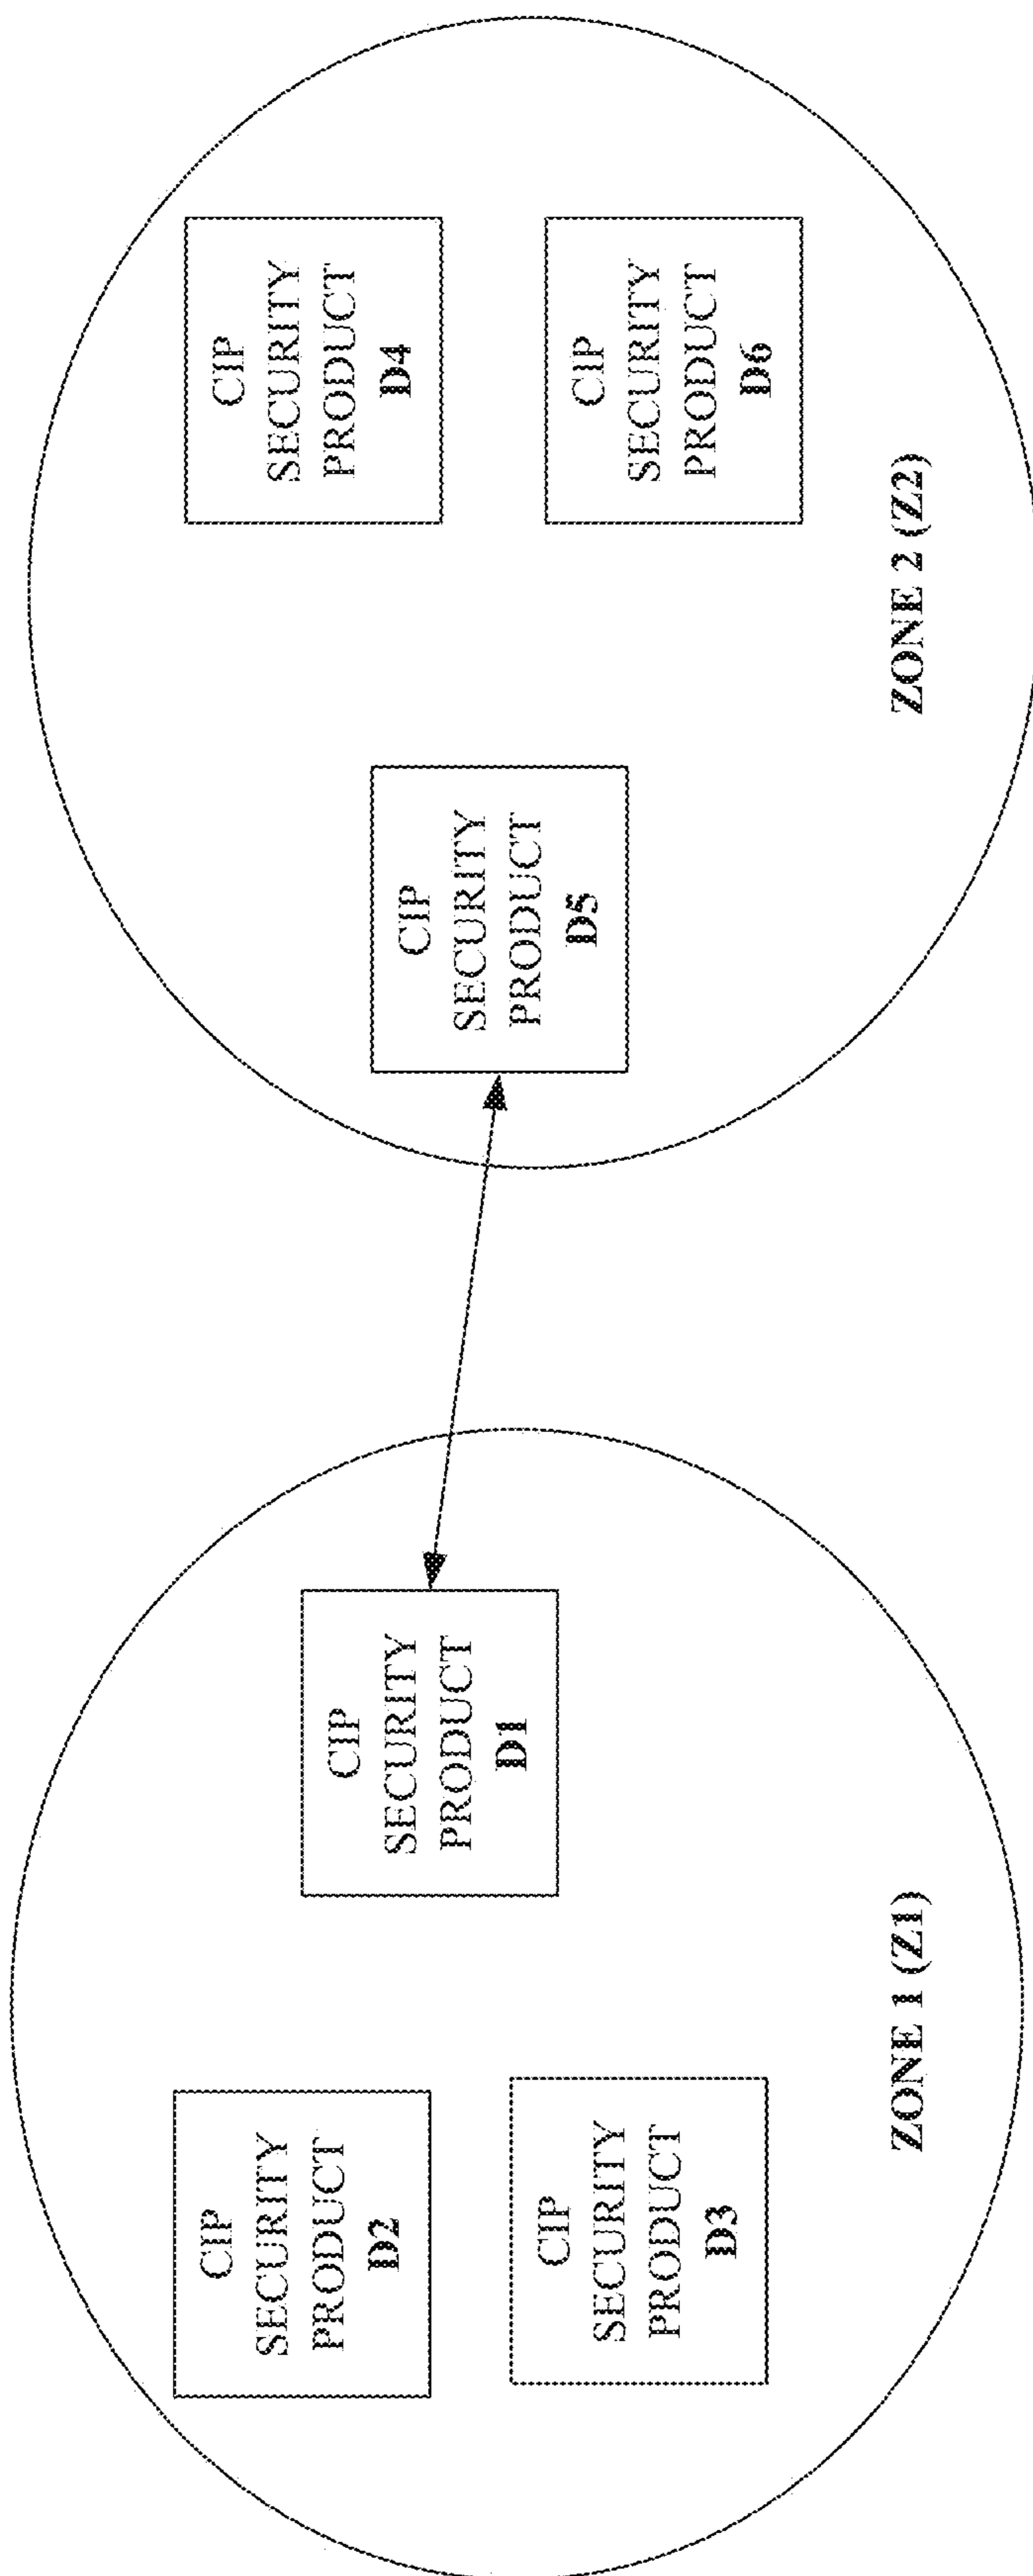 CIP
SECURITY
PRODUCT
D2
CIP
SECURITY
PRODUCT
D3
CIP
SECURITY
PRODUCT
D1
ZONE 1 (Z1)
CIP
SECURITY
PRODUCT
D5
CIP
SECURITY
PRODUCT
D4
CIP
SECURITY
PRODUCT
D6
ZONE 2 (Z2)